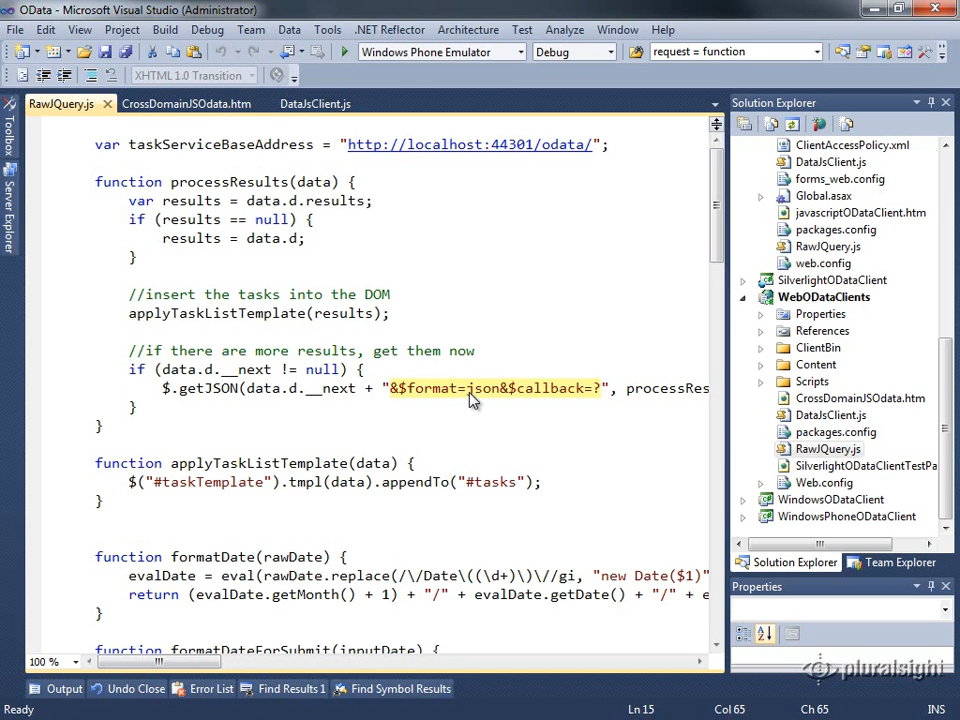 OData - Microsoft Visual Studio (Administrator)
File Edit View Project Build Debug Team Data Tools .NET Reflector Architecture Test Analyze Window Help
Windows Phone Emulator Debug request = function
XHTML 1.0 Transition
RawJQuery.js CrossDomainJSOdata.htm DataJsClient.js
Toolbox
Server Explorer
var taskServiceBaseAddress = "http://localhost:44301/odata/";
function processResults(data) {
var results = data.d.results;
if (results == null) {
results = data.d;
}
//insert the tasks into the DOM
applyTaskListTemplate(results);
//if there are more results, get them now
if (data.d.__next != null) {
$.getJSON(data.d.__next + "&$format=json&$callback=?", processRes
}
}
function applyTaskListTemplate(data) {
$("#taskTemplate").tmpl(data).appendTo("#tasks");
}
function formatDate(rawDate) {
evalDate = eval(rawDate.replace(/\/Date\((\d+)\)\//gi, "new Date($1)"
return (evalDate.getMonth() + 1) + "/" + evalDate.getDate() + "/" + e
}
function formatDateForSubmit(inputDate) {
100 %
Solution Explorer
ClientAccessPolicy.xml
DataJsClient.js
forms_web.config
Global.asax
javascriptODataClient.htm
packages.config
RawJQuery.js
web.config
SilverlightODataClient
WebODataClients
Properties
References
ClientBin
Content
Scripts
CrossDomainJSOdata.htm
DataJsClient.js
packages.config
RawJQuery.js
SilverlightODataClientTestPa
Web.config
WindowsODataClient
WindowsPhoneODataClient
Solution Explorer Team Explorer
Properties
pluralsight
Output Undo Close Error List Find Results 1 Find Symbol Results
Ready Ln 15 Col 65 Ch 65 INS